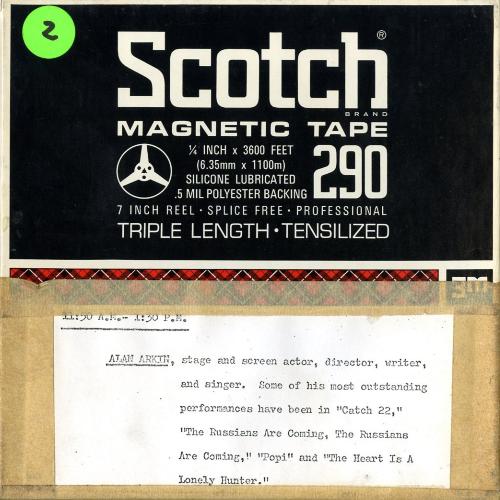 2
Scotch®
BRAND
MAGNETIC TAPE
¼ INCH x 3600 FEET
(6.35mm x 1100m)
SILICONE LUBRICATED
.5 MIL POLYESTER BACKING
290
7 INCH REEL · SPLICE FREE · PROFESSIONAL
TRIPLE LENGTH · TENSILIZED
3M
11:30 A.M.- 1:30 P.M.
ALAN ARKIN, stage and screen actor, director, writer,
and singer. Some of his most outstanding
performances have been in "Catch 22,"
"The Russians Are Coming, The Russians
Are Coming," "Popi" and "The Heart Is A
Lonely Hunter."